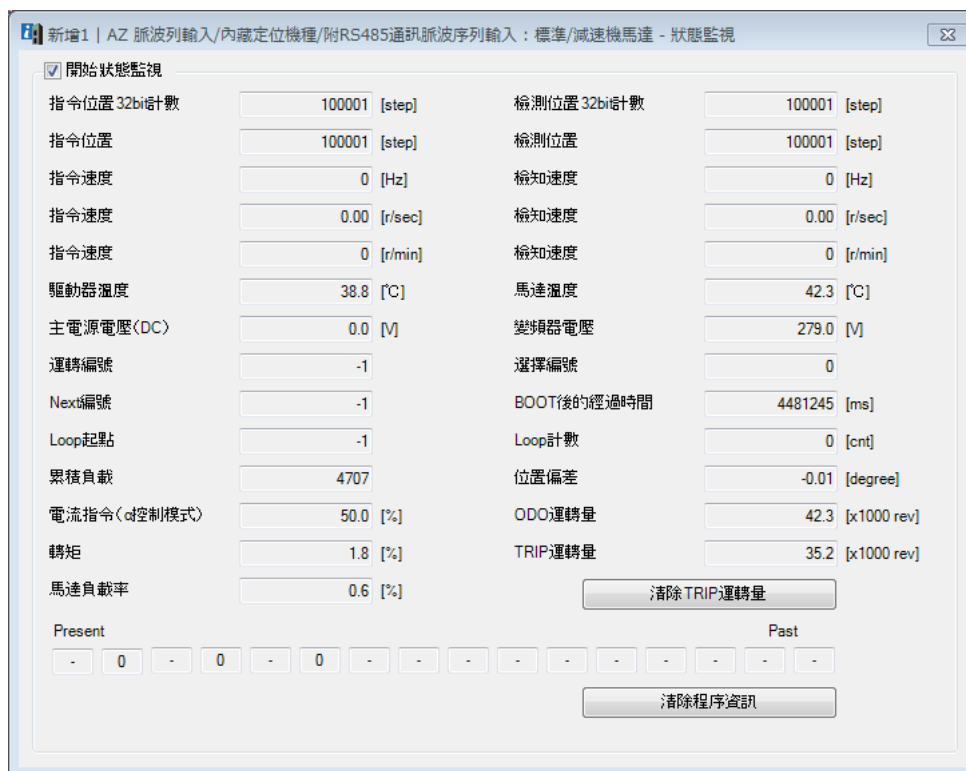 新增1 | AZ 脈波列輸入/內藏定位機種/附RS485通訊脈波序列輸入：標準/減速機馬達 - 狀態監視
開始狀態監視
指令位置32bit計數 100001 [step] 檢測位置32bit計數 100001 [step]
指令位置 100001 [step] 檢測位置 100001 [step]
指令速度 0 [Hz] 檢知速度 0 [Hz]
指令速度 0.00 [r/sec] 檢知速度 0.00 [r/sec]
指令速度 0 [r/min] 檢知速度 0 [r/min]
驅動器溫度 38.8 [℃] 馬達溫度 42.3 [℃]
主電源電壓(DC) 0.0 [V] 變頻器電壓 279.0 [V]
運轉編號 -1 選擇編號 0
Next編號 -1 BOOT後的經過時間 4481245 [ms]
Loop起點 -1 Loop計數 0 [cnt]
累積負載 4707 位置偏差 -0.01 [degree]
電流指令(α控制模式) 50.0 [%] ODO運轉量 42.3 [x1000 rev]
轉矩 1.8 [%] TRIP運轉量 35.2 [x1000 rev]
馬達負載率 0.6 [%] 清除TRIP運轉量
Present Past
- 0 - 0 - 0 - - - - - - - - - -
清除程序資訊